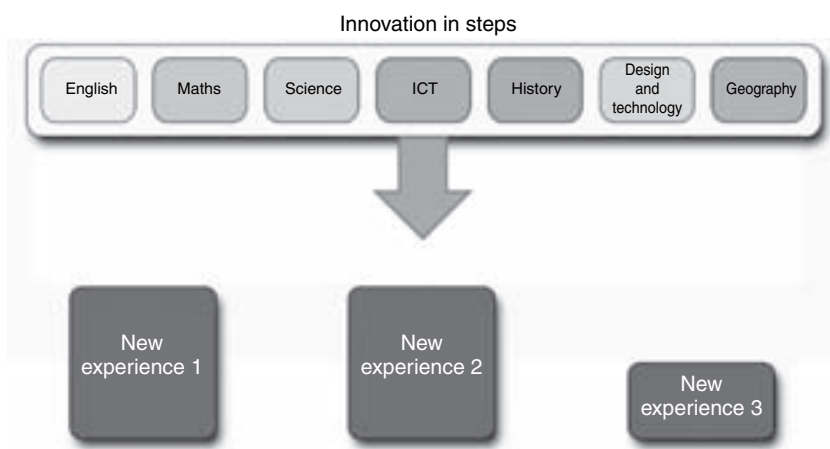 Innovation in steps
English
Maths
Science
ICT
History
Design
and
technology
Geography
New
experience 1
New
experience 2
New
experience 3